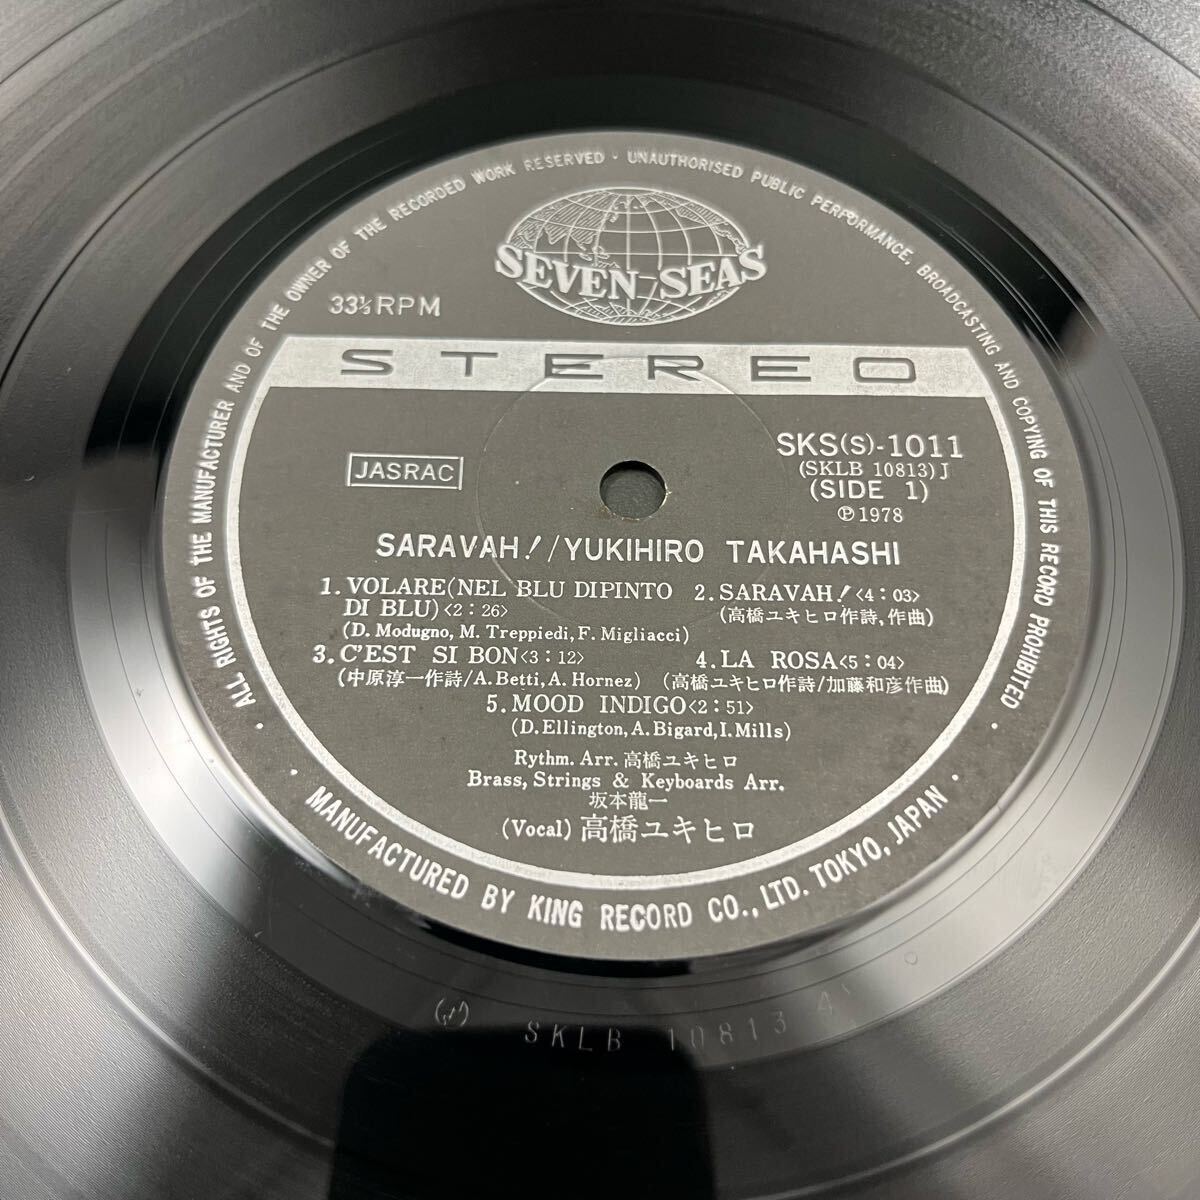 · ALL RIGHTS OF THE MANUFACTURER AND OF THE OWNER OF THE RECORDED WORK RESERVED · UNAUTHORISED PUBLIC PERFORMANCE, BROADCASTING AND COPYING OF THIS RECORD PROHIBITED ·
SEVEN SEAS
33⅓RPM
STEREO
JASRAC
SKS(S)-1011
(SKLB 10813)J
(SIDE 1)
℗1978
SARAVAH!/YUKIHIRO TAKAHASHI
1.VOLARE(NEL BLU DIPINTO
DI BLU)<2:26>
(D. Modugno, M. Treppiedi, F. Migliacci)
2.SARAVAH!<4:03>
(高橋ユキヒロ作詩,作曲)
3.C'EST SI BON<3:12>
(中原淳一作詩/A. Betti, A. Hornez)
4.LA ROSA<5:04>
(高橋ユキヒロ作詩/加藤和彦作曲)
5.MOOD INDIGO<2:51>
(D.Ellington, A. Bigard, I. Mills)
Rythm. Arr. 高橋ユキヒロ
Brass, Strings & Keyboards Arr.
坂本龍一
(Vocal) 高橋ユキヒロ
· MANUFACTURED BY KING RECORD CO., LTD. TOKYO, JAPAN ·
SKLB 10813 4